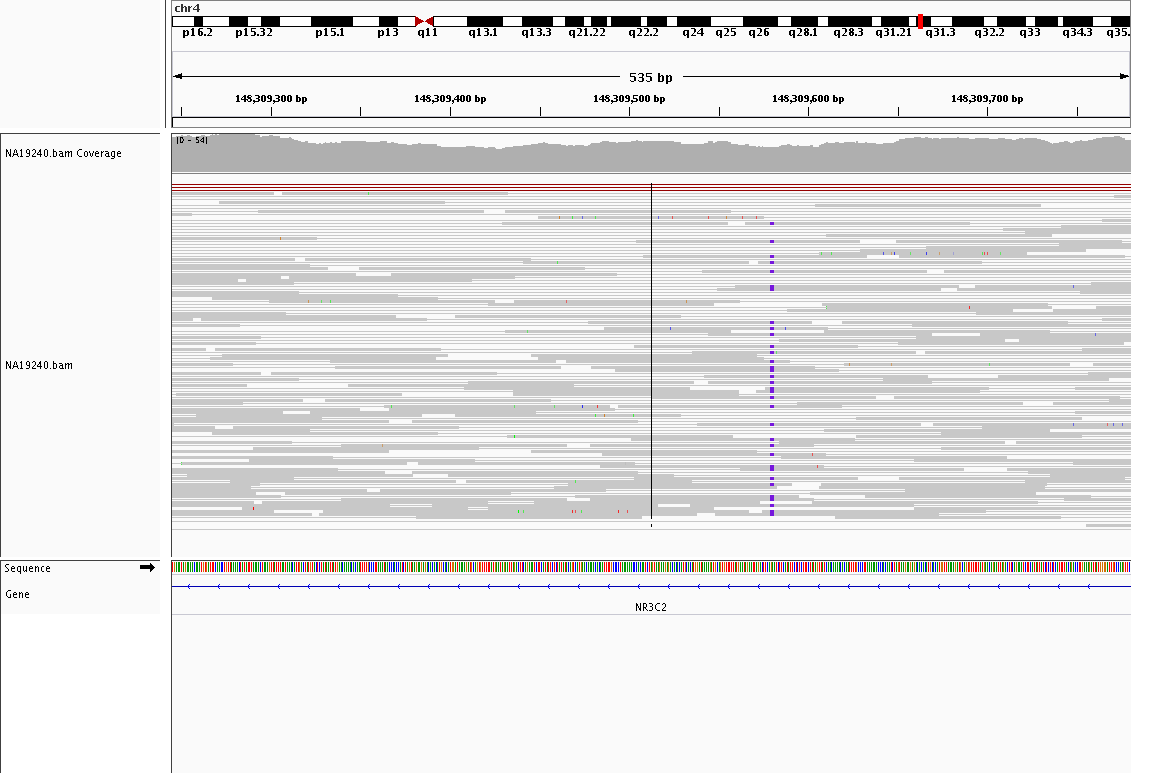 chr4
p16.2 p15.32 p15.1 p13 q11 q13.1 q13.3 q21.22 q22.2 q24 q25 q26 q28.1 q28.3 q31.21 q31.3 q32.2 q33 q34.3 q35.
535 bp
148,309,300 bp 148,309,400 bp 148,309,500 bp 148,309,600 bp 148,309,700 bp
[0 - 54]
NA19240.bam Coverage
NA19240.bam
Sequence
Gene
NR3C2